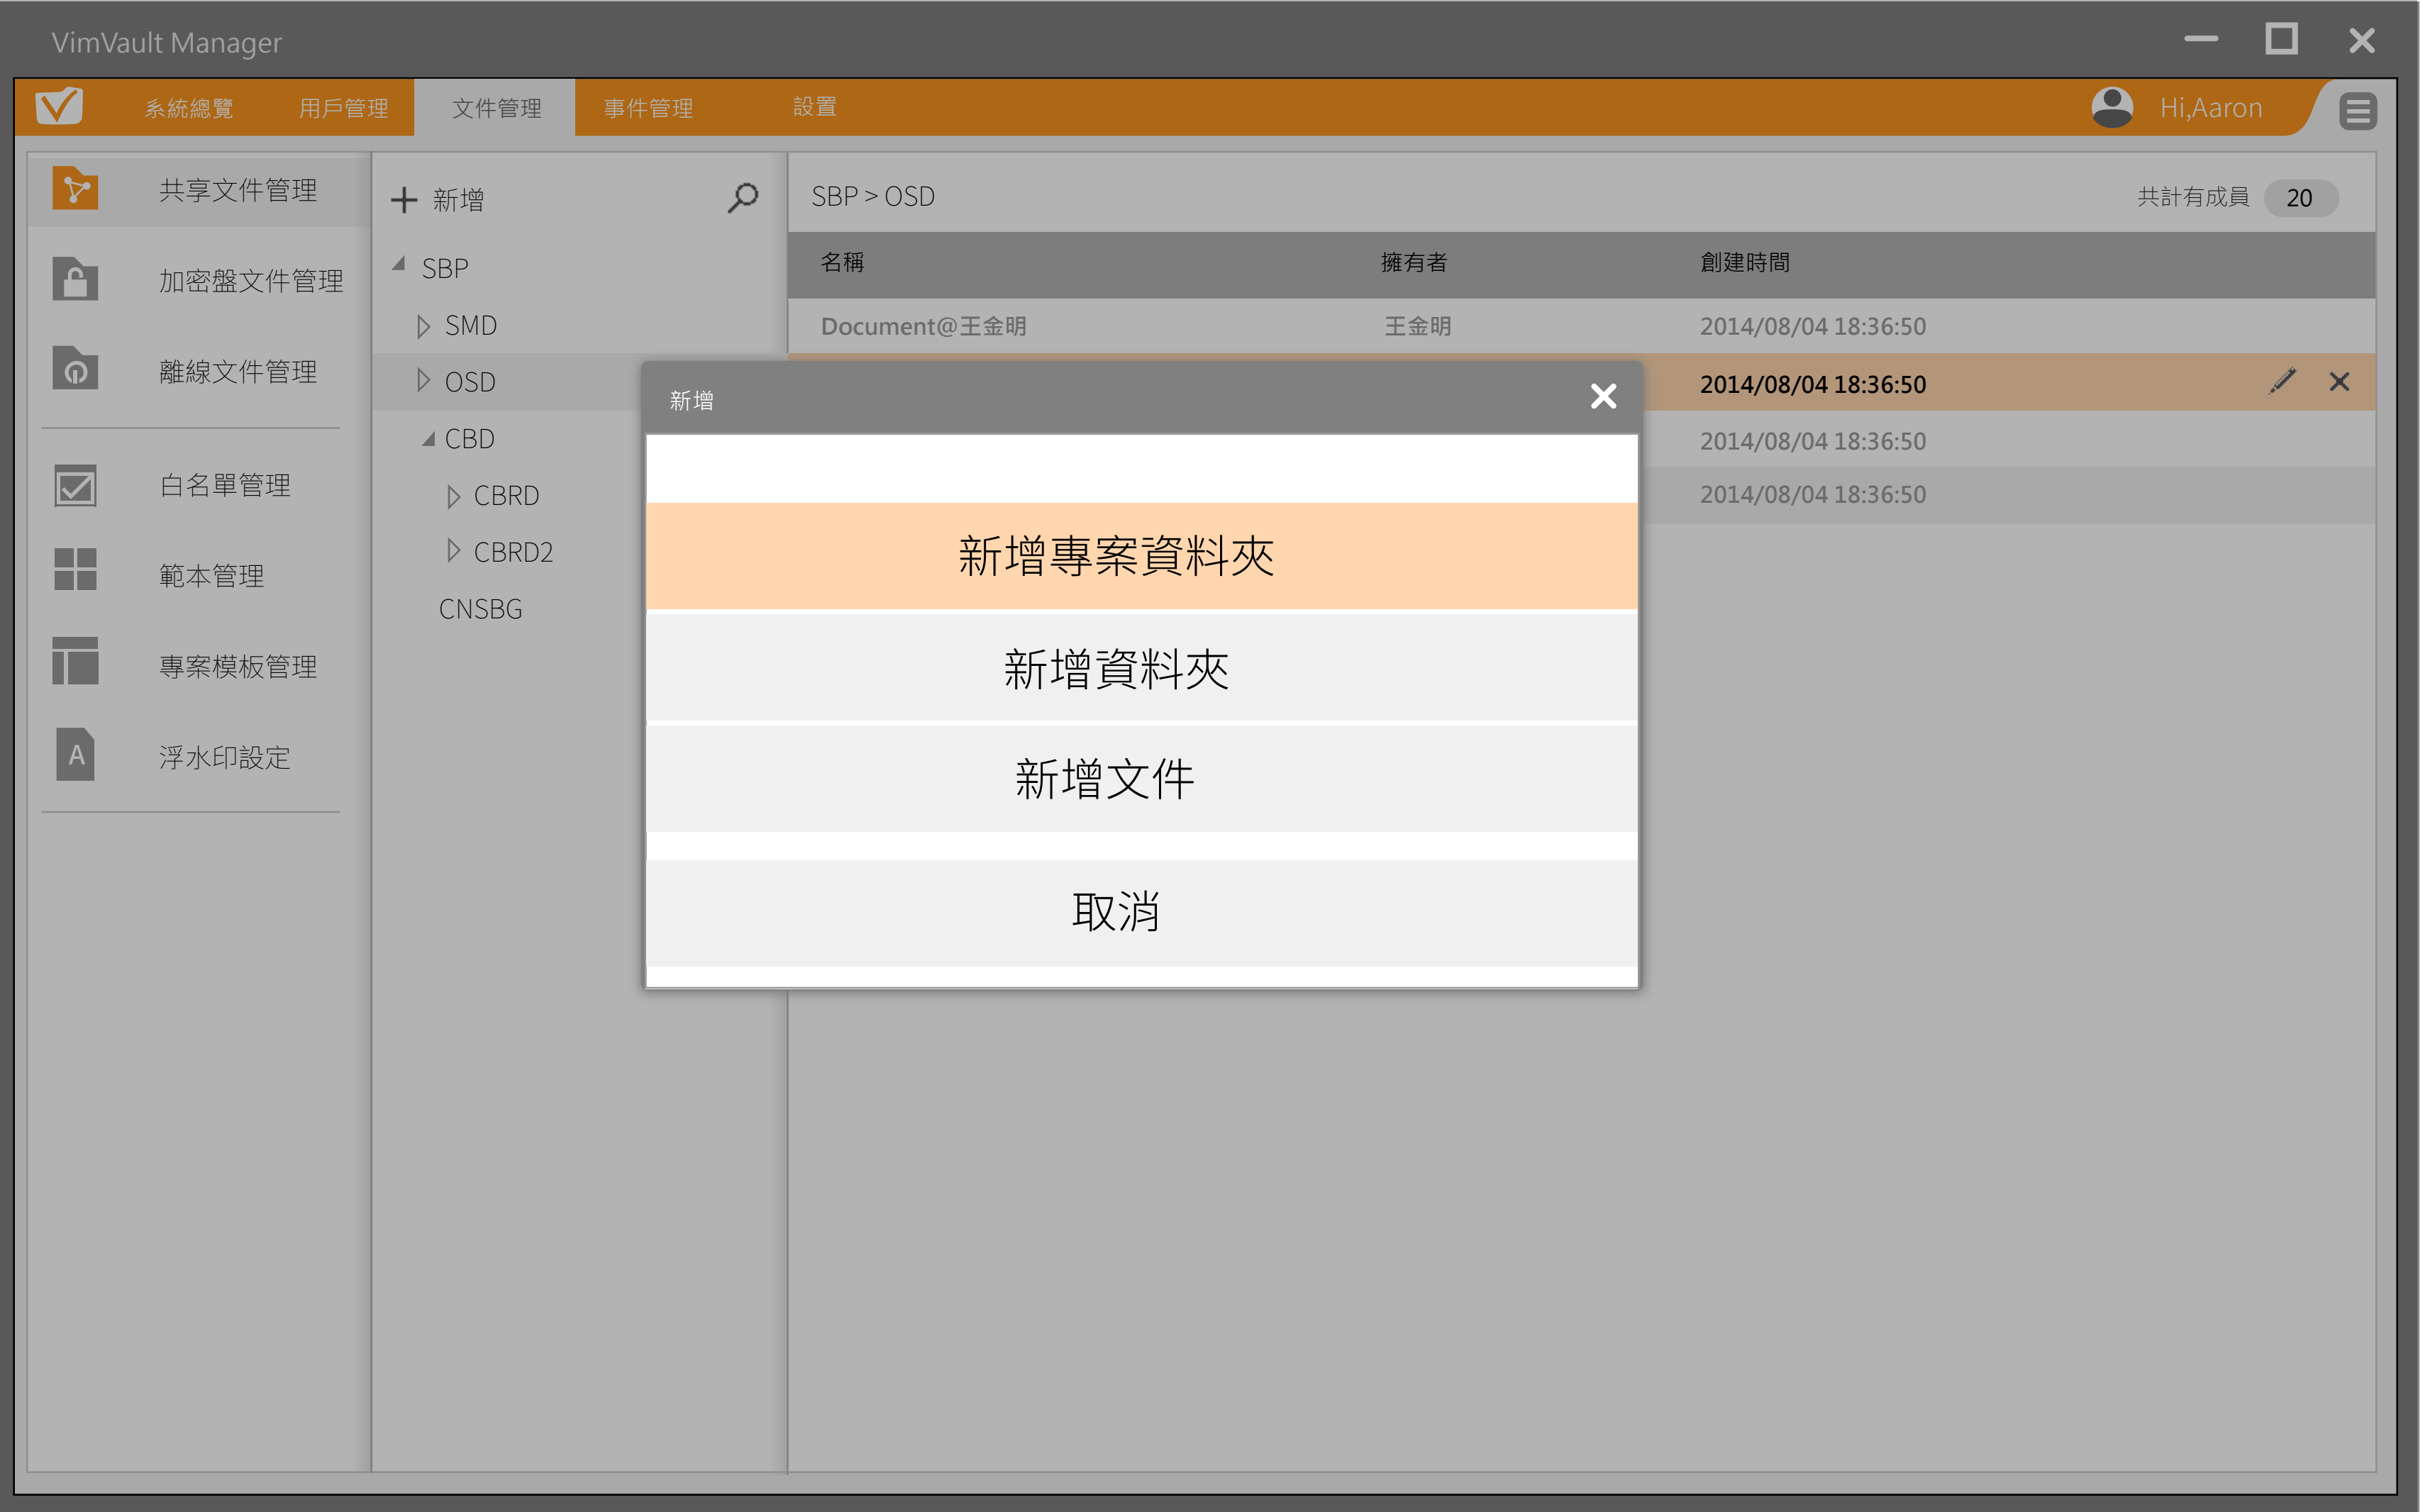 VimVault Manager
系統總覽 用戶管理 文件管理 事件管理 設置 Hi,Aaron
共享文件管理
加密盤文件管理
離線文件管理
白名單管理
範本管理
專案模板管理
A 浮水印設定
新增
SBP
SMD
OSD
CBD
CBRD
CBRD2
CNSBG
SBP > OSD 共計有成員 20
名稱 擁有者 創建時間
Document@王金明 王金明 2014/08/04 18:36:50
2014/08/04 18:36:50
2014/08/04 18:36:50
2014/08/04 18:36:50
新增
新增專案資料夾
新增資料夾
新增文件
取消